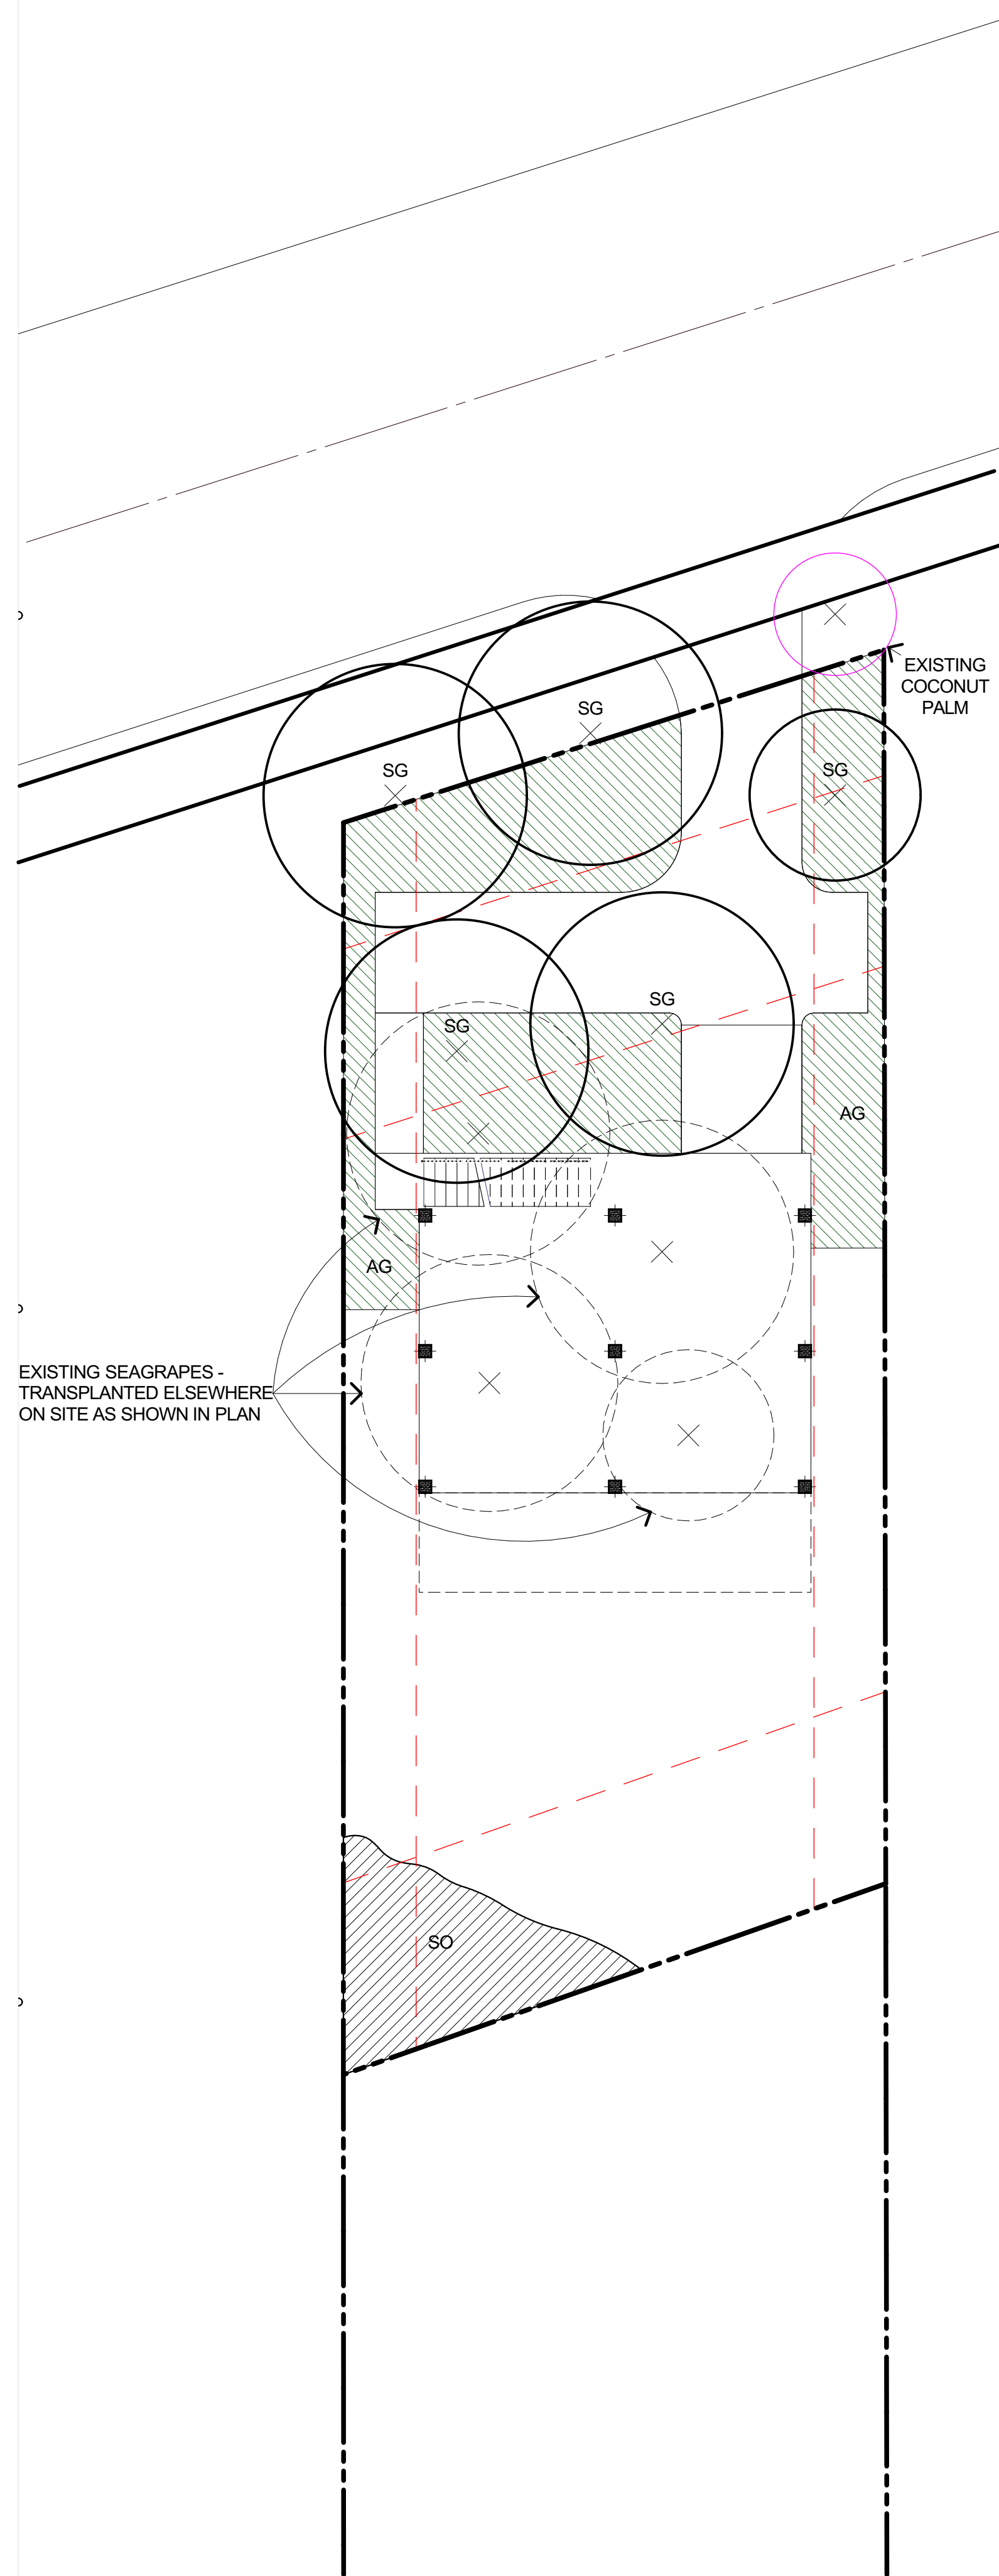 EXISTING
COCONUT
PALM
SG
SG
SG
SG
SG
AG
AG
EXISTING SEAGRAPES -
TRANSPLANTED ELSEWHERE
ON SITE AS SHOWN IN PLAN
SO